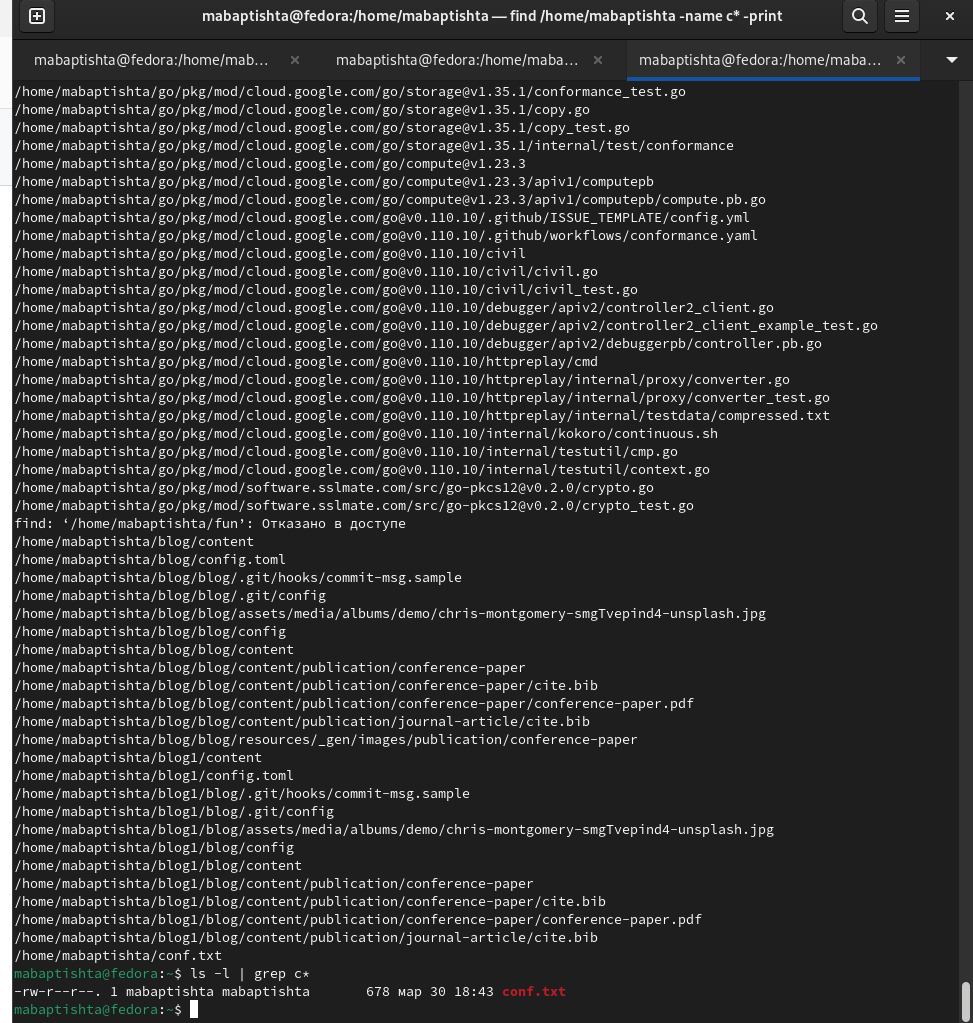 mabaptishta@fedora:/home/mabaptishta — find /home/mabaptishta -name c* -print
mabaptishta@fedora:/home/mab...
mabaptishta@fedora:/home/maba...
mabaptishta@fedora:/home/maba...
/home/mabaptishta/go/pkg/mod/cloud.google.com/go/storage@v1.35.1/conformance_test.go
/home/mabaptishta/go/pkg/mod/cloud.google.com/go/storage@v1.35.1/copy.go
/home/mabaptishta/go/pkg/mod/cloud.google.com/go/storage@v1.35.1/copy_test.go
/home/mabaptishta/go/pkg/mod/cloud.google.com/go/storage@v1.35.1/internal/test/conformance
/home/mabaptishta/go/pkg/mod/cloud.google.com/go/compute@v1.23.3
/home/mabaptishta/go/pkg/mod/cloud.google.com/go/compute@v1.23.3/apiv1/computepb
/home/mabaptishta/go/pkg/mod/cloud.google.com/go/compute@v1.23.3/apiv1/computepb/compute.pb.go
/home/mabaptishta/go/pkg/mod/cloud.google.com/go@v0.110.10/.github/ISSUE_TEMPLATE/config.yml
/home/mabaptishta/go/pkg/mod/cloud.google.com/go@v0.110.10/.github/workflows/conformance.yaml
/home/mabaptishta/go/pkg/mod/cloud.google.com/go@v0.110.10/civil
/home/mabaptishta/go/pkg/mod/cloud.google.com/go@v0.110.10/civil/civil.go
/home/mabaptishta/go/pkg/mod/cloud.google.com/go@v0.110.10/civil/civil_test.go
/home/mabaptishta/go/pkg/mod/cloud.google.com/go@v0.110.10/debugger/apiv2/controller2_client.go
/home/mabaptishta/go/pkg/mod/cloud.google.com/go@v0.110.10/debugger/apiv2/controller2_client_example_test.go
/home/mabaptishta/go/pkg/mod/cloud.google.com/go@v0.110.10/debugger/apiv2/debuggerpb/controller.pb.go
/home/mabaptishta/go/pkg/mod/cloud.google.com/go@v0.110.10/httpreplay/cmd
/home/mabaptishta/go/pkg/mod/cloud.google.com/go@v0.110.10/httpreplay/internal/proxy/converter.go
/home/mabaptishta/go/pkg/mod/cloud.google.com/go@v0.110.10/httpreplay/internal/proxy/converter_test.go
/home/mabaptishta/go/pkg/mod/cloud.google.com/go@v0.110.10/httpreplay/internal/testdata/compressed.txt
/home/mabaptishta/go/pkg/mod/cloud.google.com/go@v0.110.10/internal/kokoro/continuous.sh
/home/mabaptishta/go/pkg/mod/cloud.google.com/go@v0.110.10/internal/testutil/cmp.go
/home/mabaptishta/go/pkg/mod/cloud.google.com/go@v0.110.10/internal/testutil/context.go
/home/mabaptishta/go/pkg/mod/software.sslmate.com/src/go-pkcs12@v0.2.0/crypto.go
/home/mabaptishta/go/pkg/mod/software.sslmate.com/src/go-pkcs12@v0.2.0/crypto_test.go
find: ‘/home/mabaptishta/fun’: Отказано в доступе
/home/mabaptishta/blog/content
/home/mabaptishta/blog/config.toml
/home/mabaptishta/blog/blog/.git/hooks/commit-msg.sample
/home/mabaptishta/blog/blog/.git/config
/home/mabaptishta/blog/blog/assets/media/albums/demo/chris-montgomery-smgTvepind4-unsplash.jpg
/home/mabaptishta/blog/blog/config
/home/mabaptishta/blog/blog/content
/home/mabaptishta/blog/blog/content/publication/conference-paper
/home/mabaptishta/blog/blog/content/publication/conference-paper/cite.bib
/home/mabaptishta/blog/blog/content/publication/conference-paper/conference-paper.pdf
/home/mabaptishta/blog/blog/content/publication/journal-article/cite.bib
/home/mabaptishta/blog/blog/resources/_gen/images/publication/conference-paper
/home/mabaptishta/blog1/content
/home/mabaptishta/blog1/config.toml
/home/mabaptishta/blog1/blog/.git/hooks/commit-msg.sample
/home/mabaptishta/blog1/blog/.git/config
/home/mabaptishta/blog1/blog/assets/media/albums/demo/chris-montgomery-smgTvepind4-unsplash.jpg
/home/mabaptishta/blog1/blog/config
/home/mabaptishta/blog1/blog/content
/home/mabaptishta/blog1/blog/content/publication/conference-paper
/home/mabaptishta/blog1/blog/content/publication/conference-paper/cite.bib
/home/mabaptishta/blog1/blog/content/publication/conference-paper/conference-paper.pdf
/home/mabaptishta/blog1/blog/content/publication/journal-article/cite.bib
/home/mabaptishta/conf.txt
mabaptishta@fedora:~$ ls -l | grep c*
-rw-r--r--. 1 mabaptishta mabaptishta       678 мар 30 18:43 conf.txt
mabaptishta@fedora:~$